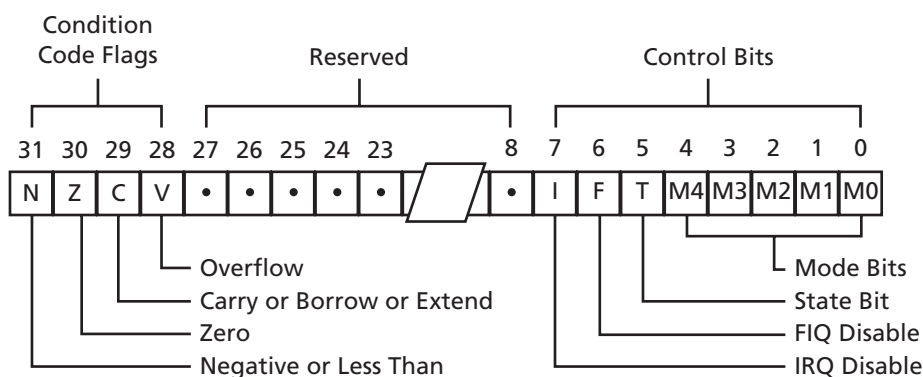 Condition
Code Flags Reserved Control Bits
31 30 29 28 27 26 25 24 23 8 7 6 5 4 3 2 1 0
N Z C V • • • • • • I F T M4 M3 M2 M1 M0
Overflow Mode Bits
Carry or Borrow or Extend State Bit
Zero FIQ Disable
Negative or Less Than IRQ Disable